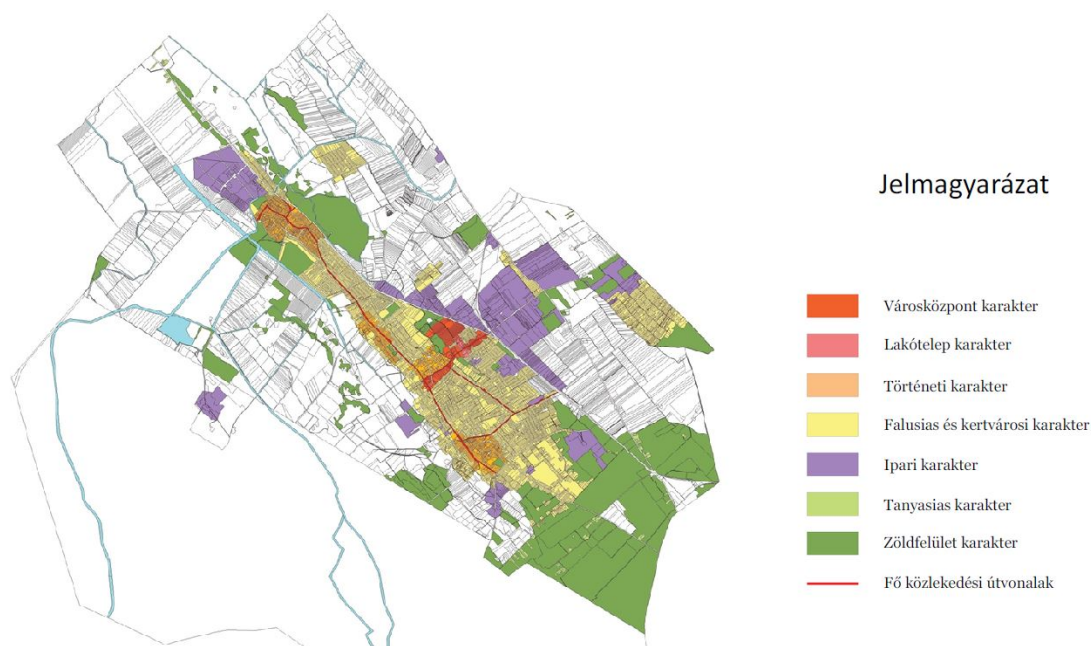 Jelmagyarázat
Városközpont karakter
Lakótelep karakter
Történeti karakter
Falusias és kertvárosi karakter
Ipari karakter
Tanyasias karakter
Zöldfelület karakter
Fő közlekedési útvonalak